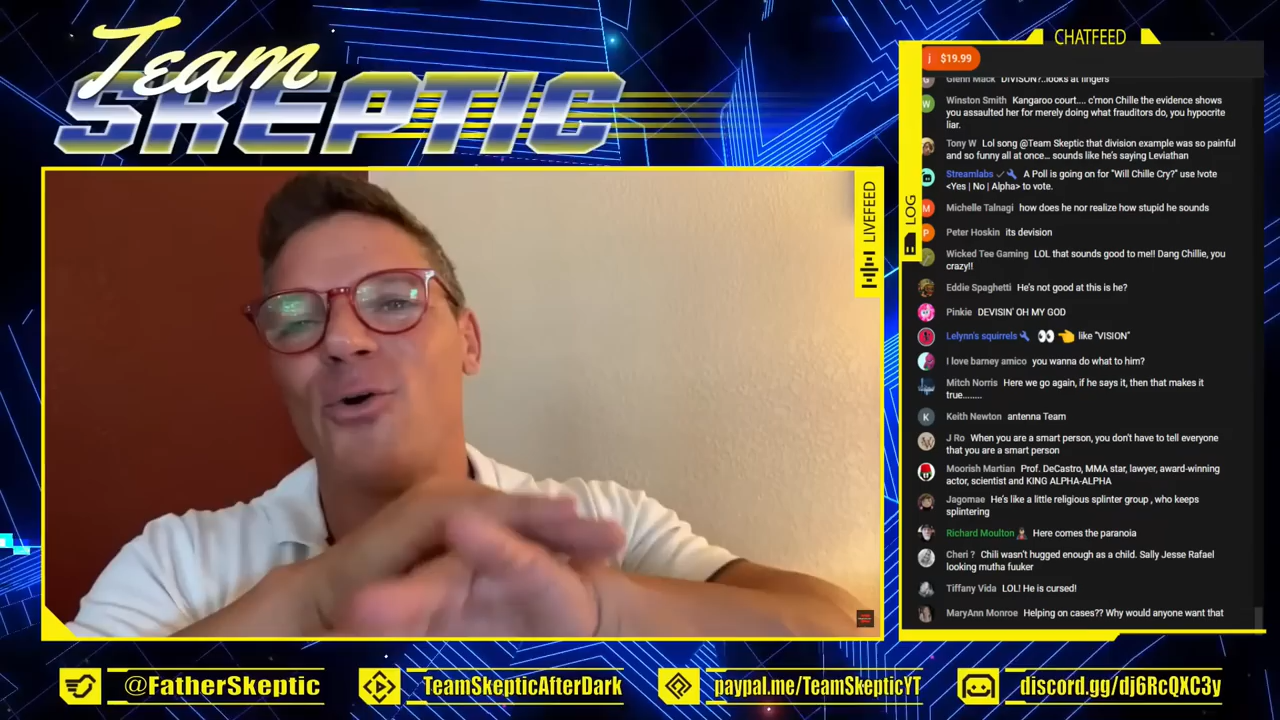 Team
SKEPTIC
CHATFEED
LIVEFEED
LOG
j $19.99
Glenn Mack DIVISON?..looks at fingers
Winston Smith Kangaroo court.... c'mon Chille the evidence shows
you assaulted her for merely doing what frauditors do, you hypocrite
liar.
Tony W Lol song @Team Skeptic that division example was so painful
and so funny all at once... sounds like he's saying Leviathan
Streamlabs A Poll is going on for "Will Chille Cry?" use !vote
<Yes | No | Alpha> to vote.
Michelle Talnagi how does he nor realize how stupid he sounds
Peter Hoskin its devision
Wicked Tee Gaming LOL that sounds good to me!! Dang Chillie, you
crazy!!
Eddie Spaghetti He's not good at this is he?
Pinkie DEVISIN' OH MY GOD
Lelynn's squirrels 👀 👈 like "VISION"
I love barney amico you wanna do what to him?
Mitch Norris Here we go again, if he says it, then that makes it
true........
Keith Newton antenna Team
J Ro When you are a smart person, you don't have to tell everyone
that you are a smart person
Moorish Martian Prof. DeCastro, MMA star, lawyer, award-winning
actor, scientist and KING ALPHA-ALPHA
Jagomae He's like a little religious splinter group , who keeps
splintering
Richard Moulton Here comes the paranoia
Cheri ? Chili wasn't hugged enough as a child. Sally Jesse Rafael
looking mutha fuuker
Tiffany Vida LOL! He is cursed!
MaryAnn Monroe Helping on cases?? Why would anyone want that
@FatherSkeptic
TeamSkepticAfterDark
paypal.me/TeamSkepticYT
discord.gg/dj6RcQXC3y